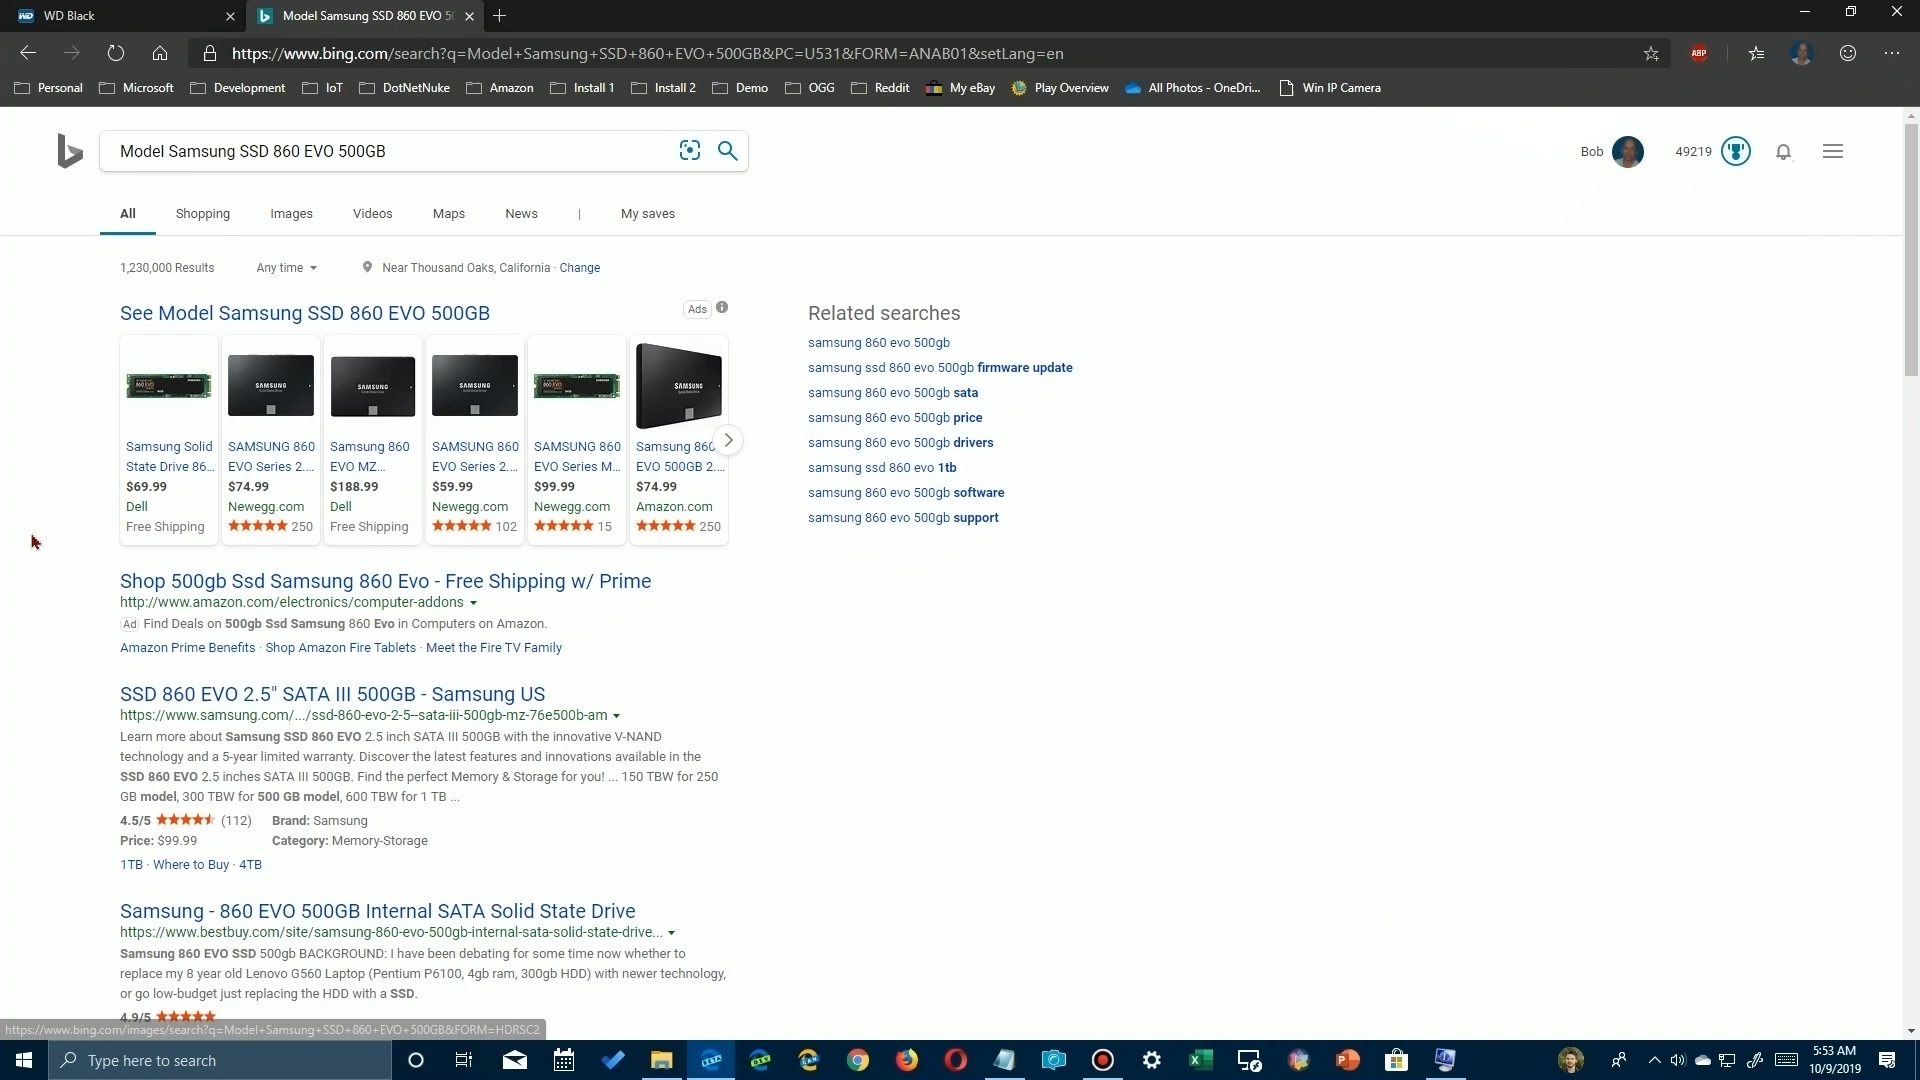 WD Black
Model Samsung SSD 860 EVO 50
https://www.bing.com/search?q=Model+Samsung+SSD+860+EVO+500GB&PC=U531&FORM=ANAB01&setLang=en
ABP
Personal Microsoft Development IoT DotNetNuke Amazon Install 1 Install 2 Demo OGG Reddit My eBay Play Overview All Photos - OneDri... Win IP Camera
Model Samsung SSD 860 EVO 500GB
Bob 49219
All Shopping Images Videos Maps News | My saves
1,230,000 Results Any time Near Thousand Oaks, California · Change
See Model Samsung SSD 860 EVO 500GB Ads
SAMSUNG SAMSUNG SAMSUNG SAMSUNG
Samsung Solid State Drive 86...
$69.99
Dell
Free Shipping
SAMSUNG 860 EVO Series 2....
$74.99
Newegg.com
250
Samsung 860 EVO MZ...
$188.99
Dell
Free Shipping
SAMSUNG 860 EVO Series 2....
$59.99
Newegg.com
102
SAMSUNG 860 EVO Series M...
$99.99
Newegg.com
15
Samsung 860 EVO 500GB 2....
$74.99
Amazon.com
250
Shop 500gb Ssd Samsung 860 Evo - Free Shipping w/ Prime
http://www.amazon.com/electronics/computer-addons
Ad Find Deals on 500gb Ssd Samsung 860 Evo in Computers on Amazon.
Amazon Prime Benefits · Shop Amazon Fire Tablets · Meet the Fire TV Family
SSD 860 EVO 2.5" SATA III 500GB - Samsung US
https://www.samsung.com/.../ssd-860-evo-2-5--sata-iii-500gb-mz-76e500b-am
Learn more about Samsung SSD 860 EVO 2.5 inch SATA III 500GB with the innovative V-NAND
technology and a 5-year limited warranty. Discover the latest features and innovations available in the
SSD 860 EVO 2.5 inches SATA III 500GB. Find the perfect Memory & Storage for you! ... 150 TBW for 250
GB model, 300 TBW for 500 GB model, 600 TBW for 1 TB ...
4.5/5 (112) Brand: Samsung
Price: $99.99 Category: Memory-Storage
1TB · Where to Buy · 4TB
Samsung - 860 EVO 500GB Internal SATA Solid State Drive
https://www.bestbuy.com/site/samsung-860-evo-500gb-internal-sata-solid-state-drive...
Samsung 860 EVO SSD 500gb BACKGROUND: I have been debating for some time now whether to
replace my 8 year old Lenovo G560 Laptop (Pentium P6100, 4gb ram, 300gb HDD) with newer technology,
or go low-budget just replacing the HDD with a SSD.
4.9/5
Related searches
samsung 860 evo 500gb
samsung ssd 860 evo 500gb firmware update
samsung 860 evo 500gb sata
samsung 860 evo 500gb price
samsung 860 evo 500gb drivers
samsung ssd 860 evo 1tb
samsung 860 evo 500gb software
samsung 860 evo 500gb support
https://www.bing.com/images/search?q=Model+Samsung+SSD+860+EVO+500GB&FORM=HDRSC2
Type here to search
BETA DEV CAN
5:53 AM
10/9/2019